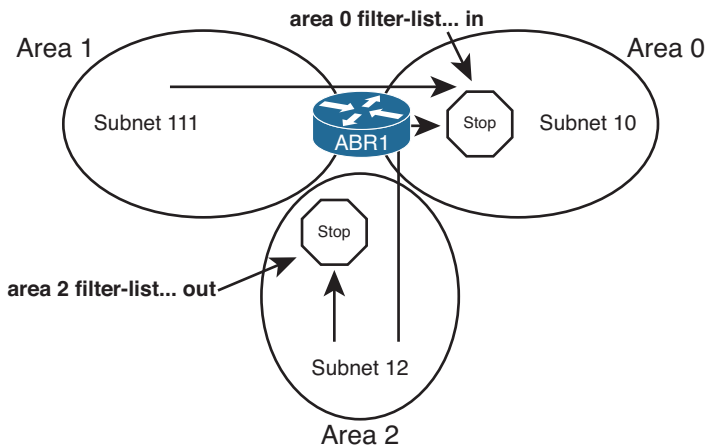 area 0 filter-list... in
Area 1
Area 0
Subnet 111
Stop
Subnet 10
ABR1
Stop
area 2 filter-list... out
Subnet 12
Area 2